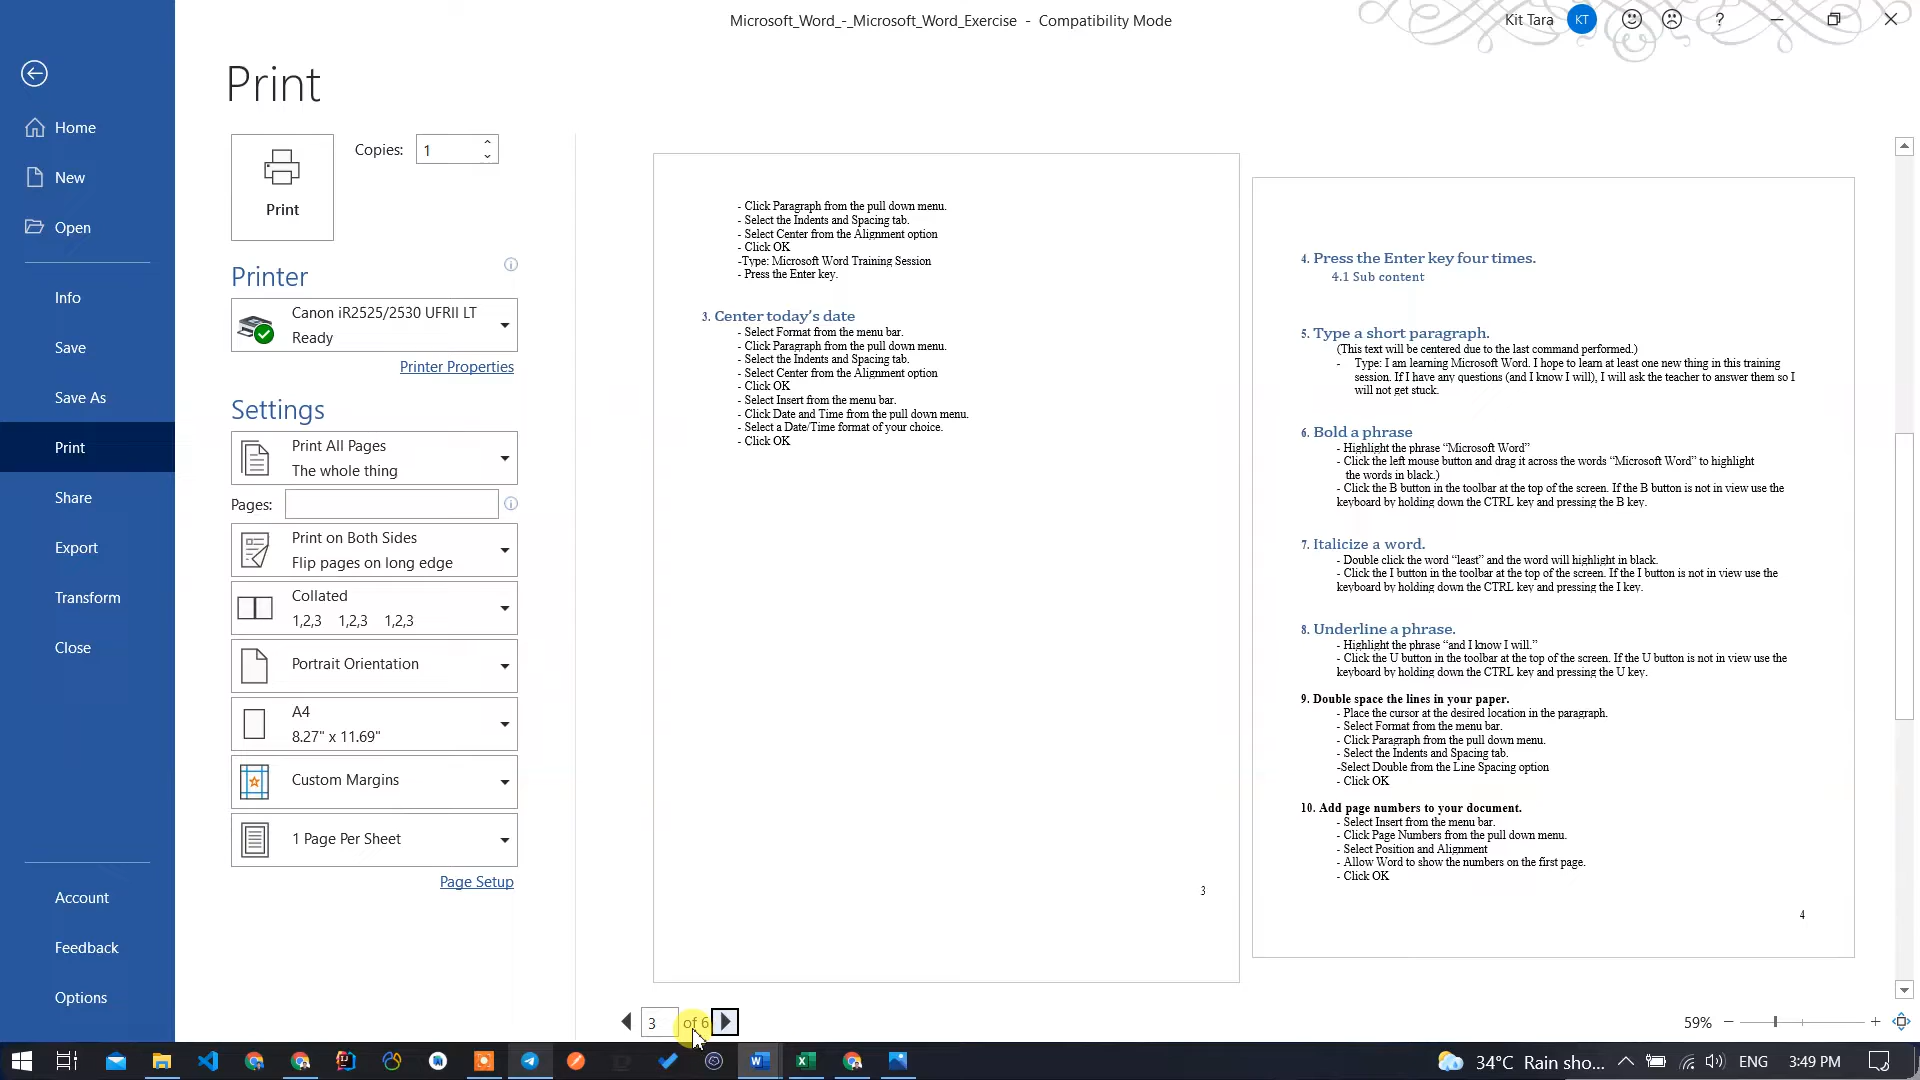 Microsoft_Word_-_Microsoft_Word_Exercise - Compatibility Mode
Kit Tara
KT
?
Home
New
Open
Info
Save
Save As
Print
Share
Export
Transform
Close
Account
Feedback
Options
Print
Print
Copies:
1
Printer
Canon iR2525/2530 UFRII LT
Ready
Printer Properties
Settings
Print All Pages
The whole thing
Pages:
Print on Both Sides
Flip pages on long edge
Collated
1,2,3 1,2,3 1,2,3
Portrait Orientation
A4
8.27" x 11.69"
Custom Margins
1 Page Per Sheet
Page Setup
- Click Paragraph from the pull down menu.
- Select the Indents and Spacing tab.
- Select Center from the Alignment option
- Click OK
-Type: Microsoft Word Training Session
- Press the Enter key.
3. Center today's date
- Select Format from the menu bar.
- Click Paragraph from the pull down menu.
- Select the Indents and Spacing tab.
- Select Center from the Alignment option
- Click OK
- Select Insert from the menu bar.
- Click Date and Time from the pull down menu.
- Select a Date/Time format of your choice.
- Click OK
3
4. Press the Enter key four times.
4.1 Sub content
5. Type a short paragraph.
(This text will be centered due to the last command performed.)
- Type: I am learning Microsoft Word. I hope to learn at least one new thing in this training
session. If I have any questions (and I know I will), I will ask the teacher to answer them so I
will not get stuck.
6. Bold a phrase
- Highlight the phrase “Microsoft Word”
- Click the left mouse button and drag it across the words “Microsoft Word” to highlight
the words in black.)
- Click the B button in the toolbar at the top of the screen. If the B button is not in view use the
keyboard by holding down the CTRL key and pressing the B key.
7. Italicize a word.
- Double click the word “least” and the word will highlight in black.
- Click the I button in the toolbar at the top of the screen. If the I button is not in view use the
keyboard by holding down the CTRL key and pressing the I key.
8. Underline a phrase.
- Highlight the phrase “and I know I will.”
- Click the U button in the toolbar at the top of the screen. If the U button is not in view use the
keyboard by holding down the CTRL key and pressing the U key.
9. Double space the lines in your paper.
- Place the cursor at the desired location in the paragraph.
- Select Format from the menu bar.
- Click Paragraph from the pull down menu.
- Select the Indents and Spacing tab.
-Select Double from the Line Spacing option
- Click OK
10. Add page numbers to your document.
- Select Insert from the menu bar.
- Click Page Numbers from the pull down menu.
- Select Position and Alignment
- Allow Word to show the numbers on the first page.
- Click OK
4
3 of 6
59%
34°C Rain sho...
ENG
3:49 PM